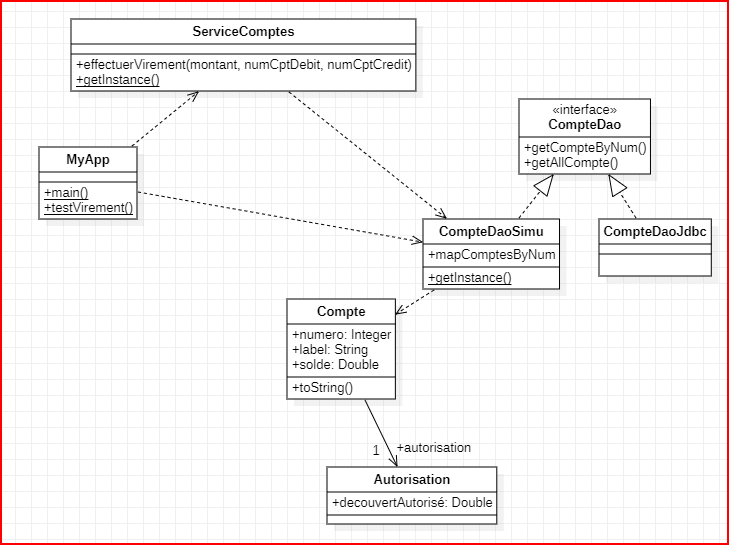 ServiceComptes
+effectuerVirement(montant, numCptDebit, numCptCredit)
+getInstance()
«interface»
CompteDao
+getCompteByNum()
+getAllCompte()
MyApp
+main()
+testVirement()
CompteDaoSimu
+mapComptesByNum
+getInstance()
CompteDaoJdbc
Compte
+numero: Integer
+label: String
+solde: Double
+toString()
1
+autorisation
Autorisation
+decouvertAutorisé: Double